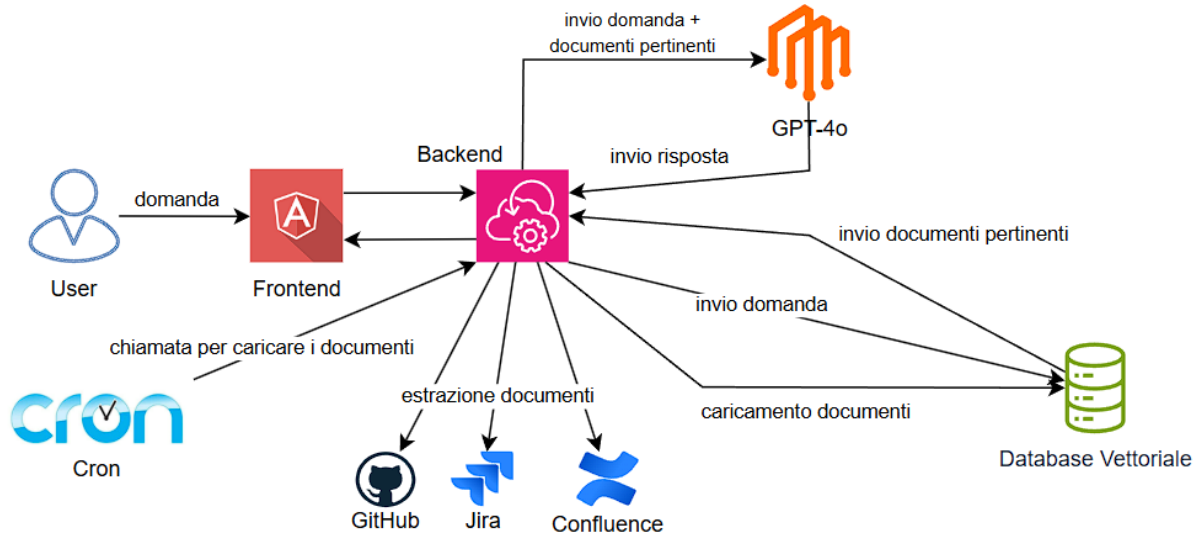 invio domanda +
documenti pertinenti
GPT-4o
Backend
invio risposta
domanda
A
invio documenti pertinenti
User
Frontend
invio domanda
chiamata per caricare i documenti
estrazione documenti
caricamento documenti
cron
Cron
Database Vettoriale
GitHub
Jira
Confluence